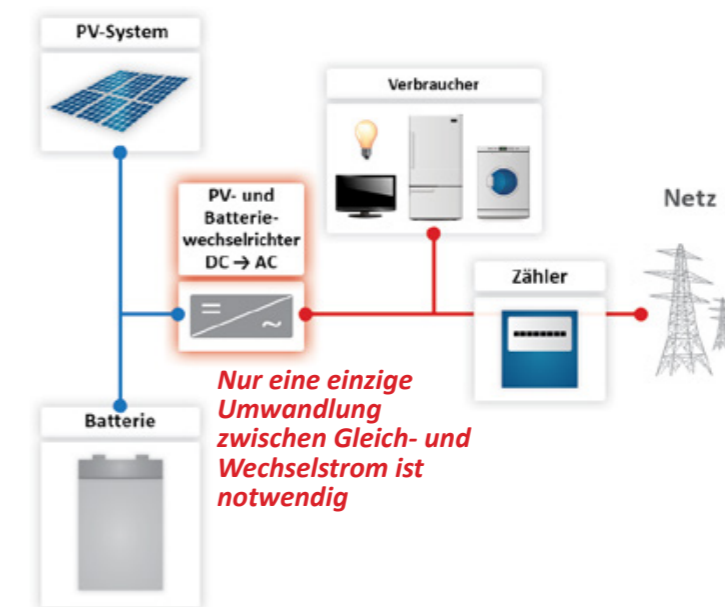 PV-System
Verbraucher
PV- und
Batterie-
wechselrichter
DC → AC
Netz
Zähler
Nur eine einzige
Umwandlung
zwischen Gleich- und
Wechselstrom ist
notwendig
Batterie